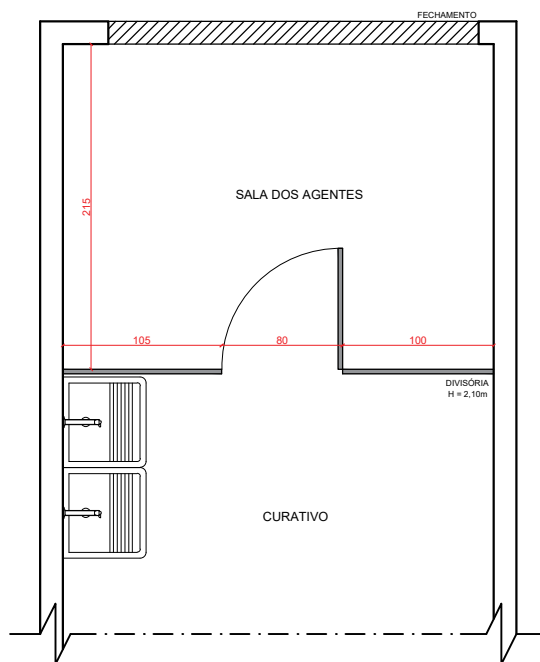 FECHAMENTO
SALA DOS AGENTES
215
105
80
100
DIVISÓRIA
H = 2,10m
CURATIVO